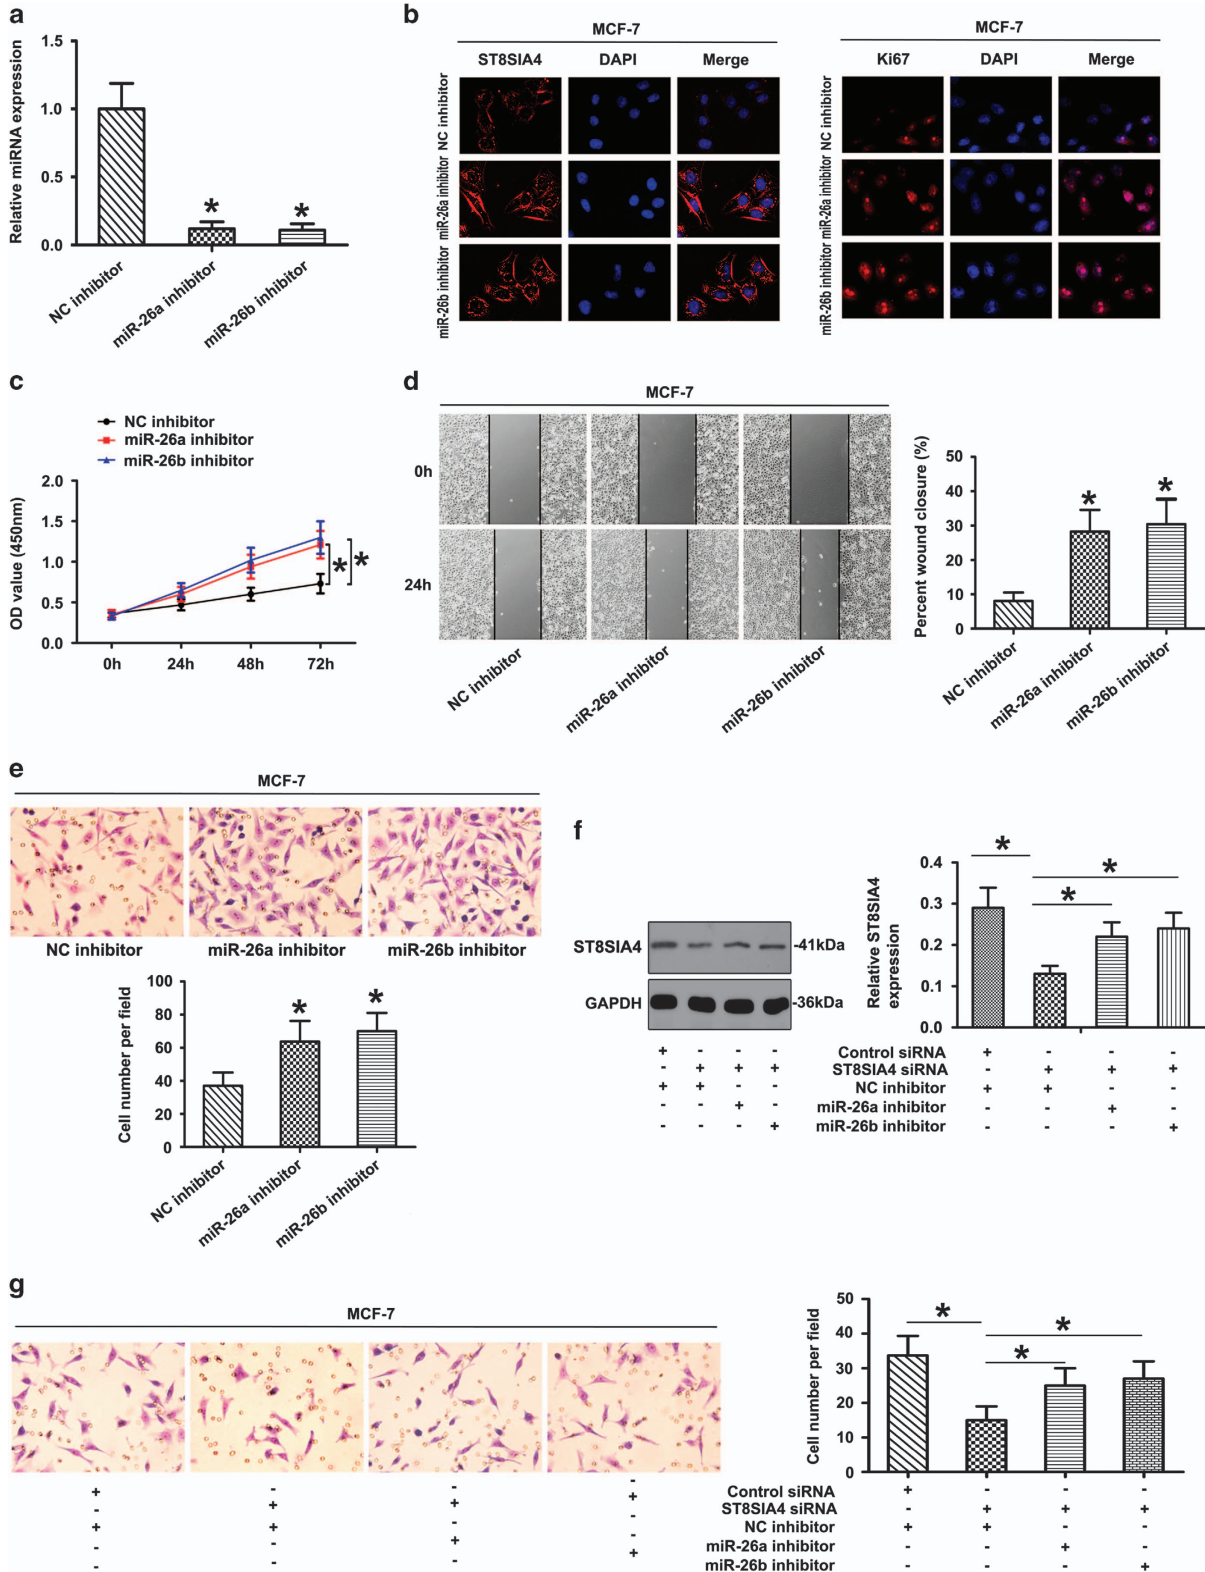 a
Relative miRNA expression
1.5
1.0
0.5
0.0
*
*
NC inhibitor
miR-26a inhibitor
miR-26b inhibitor
b
MCF-7
ST8SIA4 DAPI Merge
NC inhibitor
miR-26a inhibitor
miR-26b inhibitor
MCF-7
Ki67 DAPI Merge
NC inhibitor
miR-26a inhibitor
miR-26b inhibitor
c
NC inhibitor
miR-26a inhibitor
miR-26b inhibitor
OD value (450nm)
2.0
1.5
1.0
0.5
0.0
0h 24h 48h 72h
* *
d
MCF-7
0h
24h
NC inhibitor
miR-26a inhibitor
miR-26b inhibitor
Percent wound closure (%)
50
40
30
20
10
0
*
*
NC inhibitor
miR-26a inhibitor
miR-26b inhibitor
e
MCF-7
NC inhibitor miR-26a inhibitor miR-26b inhibitor
Cell number per field
100
80
60
40
20
0
*
*
NC inhibitor
miR-26a inhibitor
miR-26b inhibitor
f
ST8SIA4 -41kDa
GAPDH -36kDa
+ - - -
- + + +
+ + - -
- - + -
- - - +
Relative ST8SIA4
expression
0.4
0.3
0.2
0.1
0.0
*
*
*
Control siRNA + - - -
ST8SIA4 siRNA - + + +
NC inhibitor + + - -
miR-26a inhibitor - - + -
miR-26b inhibitor - - - +
g
MCF-7
+ - - -
- + + +
+ + - -
- - + -
- - - +
Cell number per field
50
40
30
20
10
0
*
*
*
Control siRNA + - - -
ST8SIA4 siRNA - + + +
NC inhibitor + + - -
miR-26a inhibitor - - + -
miR-26b inhibitor - - - +